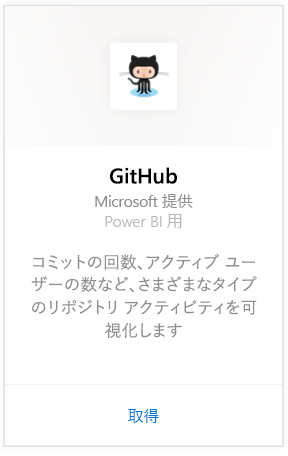 GitHub
Microsoft 提供
Power BI 用
コミットの回数、アクティブ ユー
ザーの数など、さまざまなタイプ
のリポジトリ アクティビティを可
視化します
取得